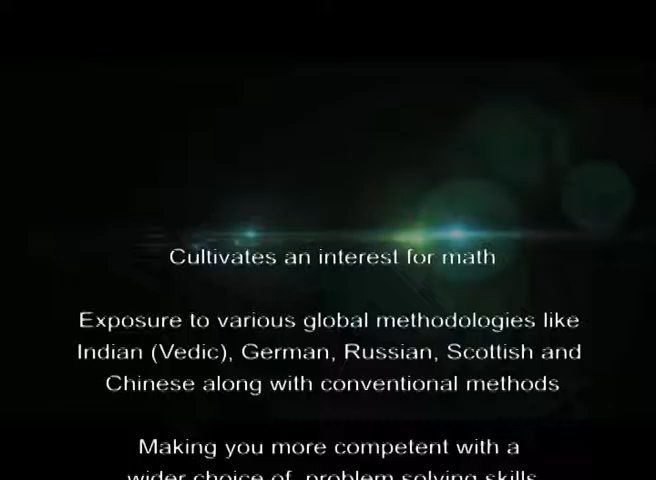 Cultivates an interest for math
Exposure to various global methodologies like
Indian (Vedic), German, Russian, Scottish and
Chinese along with conventional methods
Making you more competent with a
wider choice of  problem solving skills